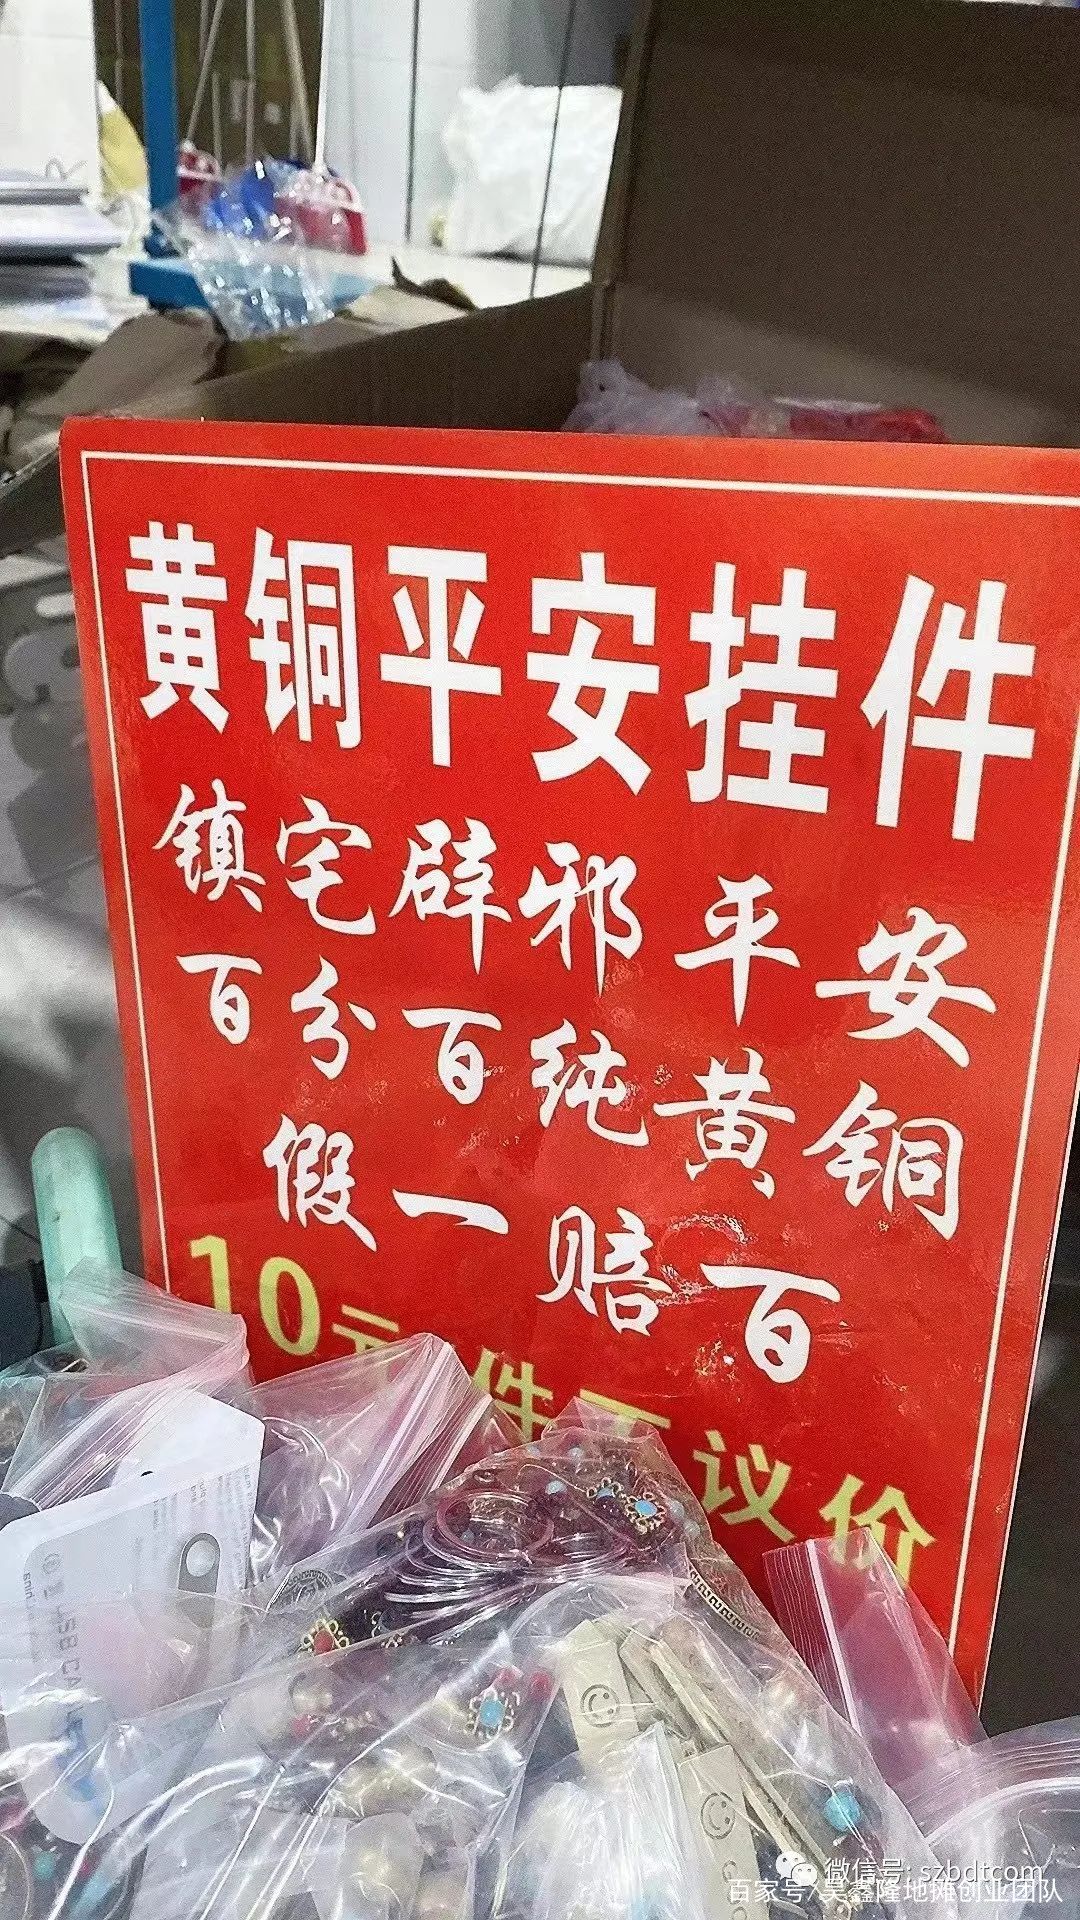 黄铜平安挂件
镇宅辟邪平安
百分百纯黄铜
假一赔百
10元 件不议价
微信号: szbdtcom
百家号/吴鑫隆地摊创业团队